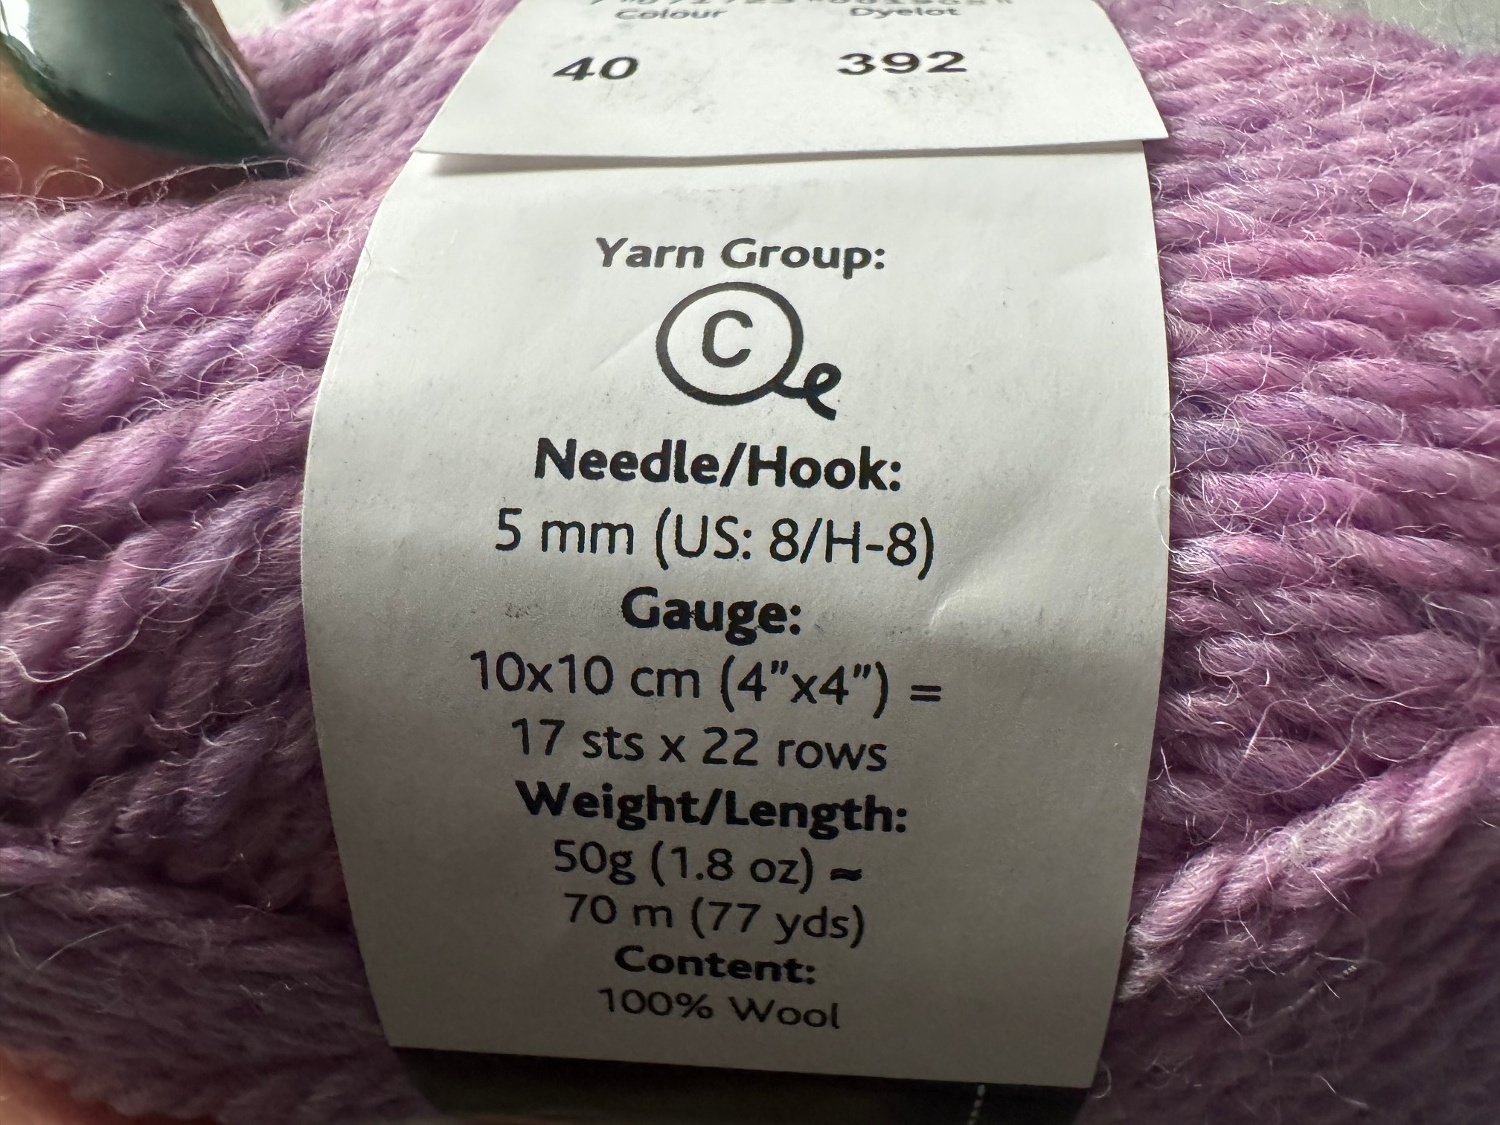 Colour Dyelot
40 392
Yarn Group:
C
Needle/Hook:
5 mm (US: 8/H-8)
Gauge:
10x10 cm (4”x4”) =
17 sts x 22 rows
Weight/Length:
50g (1.8 oz) ≈
70 m (77 yds)
Content:
100% Wool